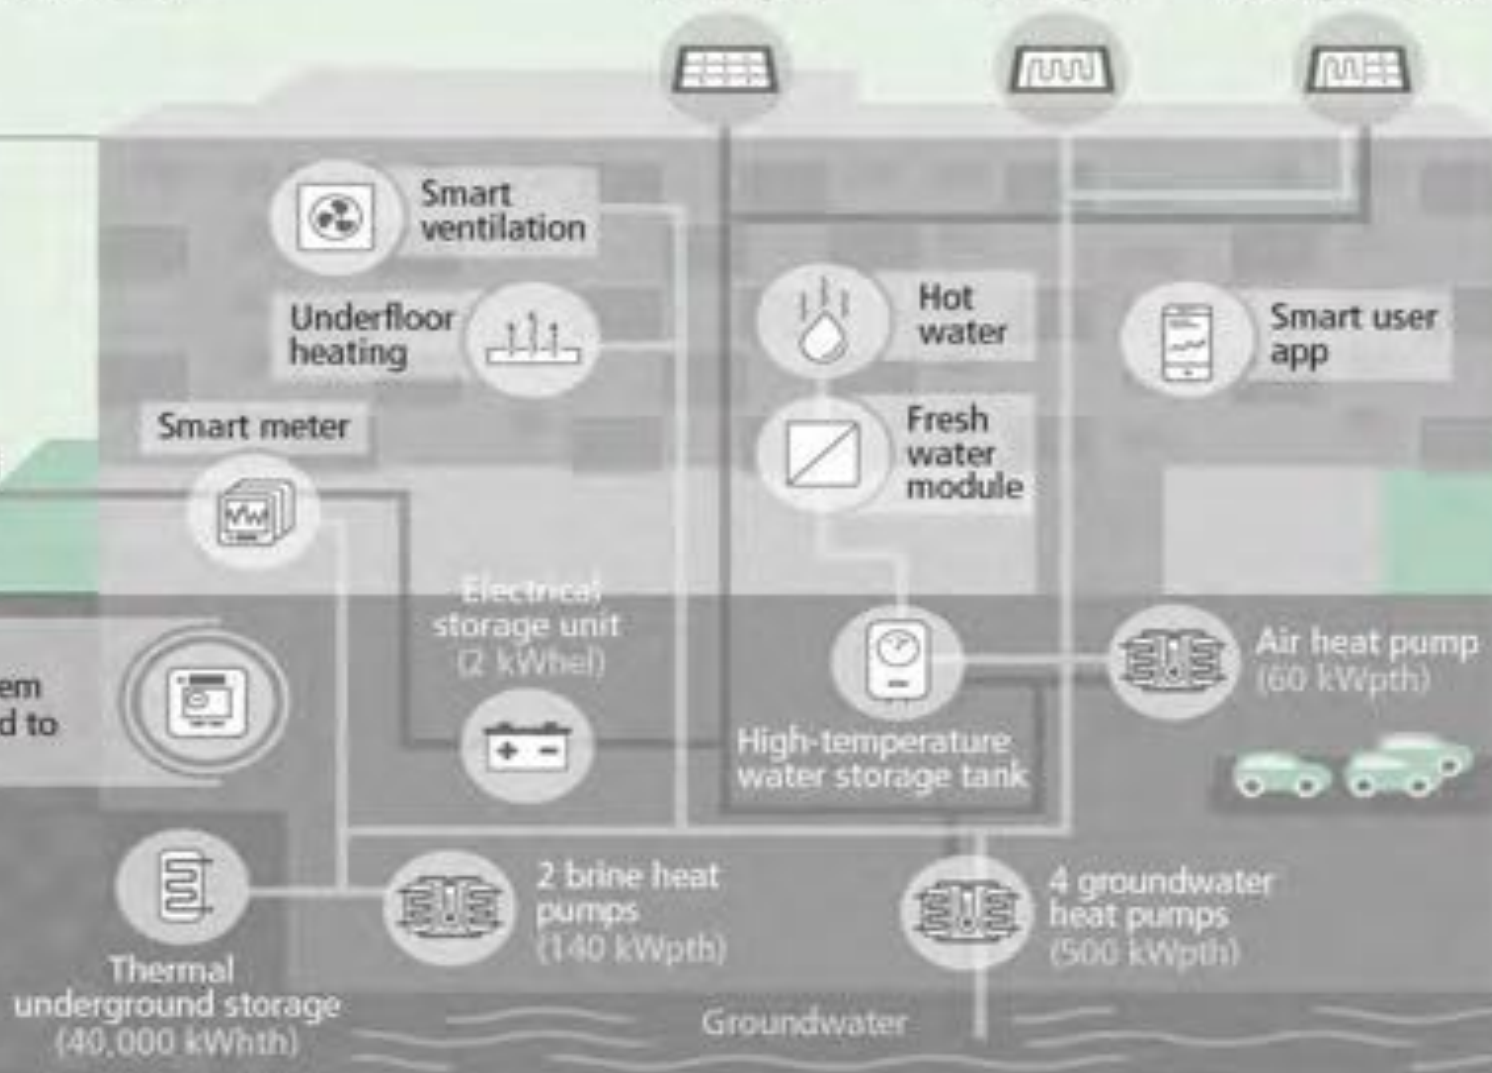 Smart
ventilation
Underfloor
heating
Hot
water
Smart user
app
Smart meter
Fresh
water
module
Electrical
storage unit
(2 kWhel)
Air heat pump
(60 kWpth)
em
d to
High-temperature
water storage tank
2 brine heat
pumps
(140 kWpth)
4 groundwater
heat pumps
(500 kWpth)
Thermal
underground storage
(40,000 kWhth)
Groundwater